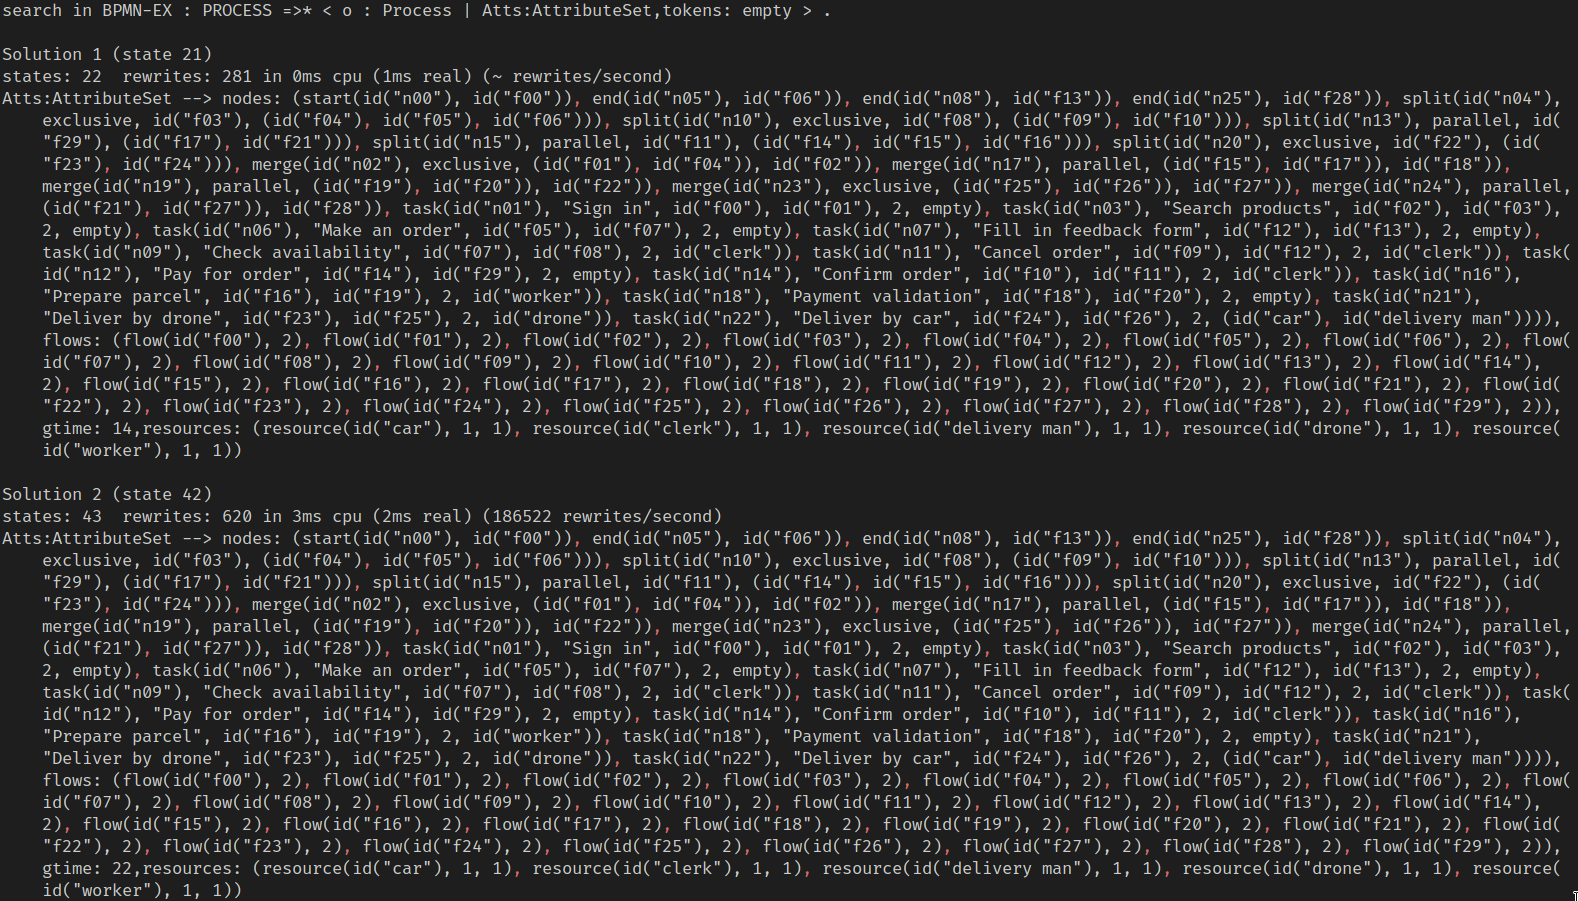 search in BPMN-EX : PROCESS =>* < o : Process | Atts:AttributeSet,tokens: empty > .
Solution 1 (state 21)
states: 22  rewrites: 281 in 0ms cpu (1ms real) (~ rewrites/second)
Atts:AttributeSet --> nodes: (start(id("n00"), id("f00")), end(id("n05"), id("f06")), end(id("n08"), id("f13")), end(id("n25"), id("f28")), split(id("n04"),
exclusive, id("f03"), (id("f04"), id("f05"), id("f06"))), split(id("n10"), exclusive, id("f08"), (id("f09"), id("f10"))), split(id("n13"), parallel, id(
"f29"), (id("f17"), id("f21"))), split(id("n15"), parallel, id("f11"), (id("f14"), id("f15"), id("f16"))), split(id("n20"), exclusive, id("f22"), (id(
"f23"), id("f24"))), merge(id("n02"), exclusive, (id("f01"), id("f04")), id("f02")), merge(id("n17"), parallel, (id("f15"), id("f17")), id("f18")),
merge(id("n19"), parallel, (id("f19"), id("f20")), id("f22")), merge(id("n23"), exclusive, (id("f25"), id("f26")), id("f27")), merge(id("n24"), parallel,
(id("f21"), id("f27")), id("f28")), task(id("n01"), "Sign in", id("f00"), id("f01"), 2, empty), task(id("n03"), "Search products", id("f02"), id("f03"),
2, empty), task(id("n06"), "Make an order", id("f05"), id("f07"), 2, empty), task(id("n07"), "Fill in feedback form", id("f12"), id("f13"), 2, empty),
task(id("n09"), "Check availability", id("f07"), id("f08"), 2, id("clerk")), task(id("n11"), "Cancel order", id("f09"), id("f12"), 2, id("clerk")), task(
id("n12"), "Pay for order", id("f14"), id("f29"), 2, empty), task(id("n14"), "Confirm order", id("f10"), id("f11"), 2, id("clerk")), task(id("n16"),
"Prepare parcel", id("f16"), id("f19"), 2, id("worker")), task(id("n18"), "Payment validation", id("f18"), id("f20"), 2, empty), task(id("n21"),
"Deliver by drone", id("f23"), id("f25"), 2, id("drone")), task(id("n22"), "Deliver by car", id("f24"), id("f26"), 2, (id("car"), id("delivery man")))),
flows: (flow(id("f00"), 2), flow(id("f01"), 2), flow(id("f02"), 2), flow(id("f03"), 2), flow(id("f04"), 2), flow(id("f05"), 2), flow(id("f06"), 2), flow(
id("f07"), 2), flow(id("f08"), 2), flow(id("f09"), 2), flow(id("f10"), 2), flow(id("f11"), 2), flow(id("f12"), 2), flow(id("f13"), 2), flow(id("f14"),
2), flow(id("f15"), 2), flow(id("f16"), 2), flow(id("f17"), 2), flow(id("f18"), 2), flow(id("f19"), 2), flow(id("f20"), 2), flow(id("f21"), 2), flow(id(
"f22"), 2), flow(id("f23"), 2), flow(id("f24"), 2), flow(id("f25"), 2), flow(id("f26"), 2), flow(id("f27"), 2), flow(id("f28"), 2), flow(id("f29"), 2)),
gtime: 14,resources: (resource(id("car"), 1, 1), resource(id("clerk"), 1, 1), resource(id("delivery man"), 1, 1), resource(id("drone"), 1, 1), resource(
id("worker"), 1, 1))
Solution 2 (state 42)
states: 43  rewrites: 620 in 3ms cpu (2ms real) (186522 rewrites/second)
Atts:AttributeSet --> nodes: (start(id("n00"), id("f00")), end(id("n05"), id("f06")), end(id("n08"), id("f13")), end(id("n25"), id("f28")), split(id("n04"),
exclusive, id("f03"), (id("f04"), id("f05"), id("f06"))), split(id("n10"), exclusive, id("f08"), (id("f09"), id("f10"))), split(id("n13"), parallel, id(
"f29"), (id("f17"), id("f21"))), split(id("n15"), parallel, id("f11"), (id("f14"), id("f15"), id("f16"))), split(id("n20"), exclusive, id("f22"), (id(
"f23"), id("f24"))), merge(id("n02"), exclusive, (id("f01"), id("f04")), id("f02")), merge(id("n17"), parallel, (id("f15"), id("f17")), id("f18")),
merge(id("n19"), parallel, (id("f19"), id("f20")), id("f22")), merge(id("n23"), exclusive, (id("f25"), id("f26")), id("f27")), merge(id("n24"), parallel,
(id("f21"), id("f27")), id("f28")), task(id("n01"), "Sign in", id("f00"), id("f01"), 2, empty), task(id("n03"), "Search products", id("f02"), id("f03"),
2, empty), task(id("n06"), "Make an order", id("f05"), id("f07"), 2, empty), task(id("n07"), "Fill in feedback form", id("f12"), id("f13"), 2, empty),
task(id("n09"), "Check availability", id("f07"), id("f08"), 2, id("clerk")), task(id("n11"), "Cancel order", id("f09"), id("f12"), 2, id("clerk")), task(
id("n12"), "Pay for order", id("f14"), id("f29"), 2, empty), task(id("n14"), "Confirm order", id("f10"), id("f11"), 2, id("clerk")), task(id("n16"),
"Prepare parcel", id("f16"), id("f19"), 2, id("worker")), task(id("n18"), "Payment validation", id("f18"), id("f20"), 2, empty), task(id("n21"),
"Deliver by drone", id("f23"), id("f25"), 2, id("drone")), task(id("n22"), "Deliver by car", id("f24"), id("f26"), 2, (id("car"), id("delivery man")))),
flows: (flow(id("f00"), 2), flow(id("f01"), 2), flow(id("f02"), 2), flow(id("f03"), 2), flow(id("f04"), 2), flow(id("f05"), 2), flow(id("f06"), 2), flow(
id("f07"), 2), flow(id("f08"), 2), flow(id("f09"), 2), flow(id("f10"), 2), flow(id("f11"), 2), flow(id("f12"), 2), flow(id("f13"), 2), flow(id("f14"),
2), flow(id("f15"), 2), flow(id("f16"), 2), flow(id("f17"), 2), flow(id("f18"), 2), flow(id("f19"), 2), flow(id("f20"), 2), flow(id("f21"), 2), flow(id(
"f22"), 2), flow(id("f23"), 2), flow(id("f24"), 2), flow(id("f25"), 2), flow(id("f26"), 2), flow(id("f27"), 2), flow(id("f28"), 2), flow(id("f29"), 2)),
gtime: 22,resources: (resource(id("car"), 1, 1), resource(id("clerk"), 1, 1), resource(id("delivery man"), 1, 1), resource(id("drone"), 1, 1), resource(
id("worker"), 1, 1))